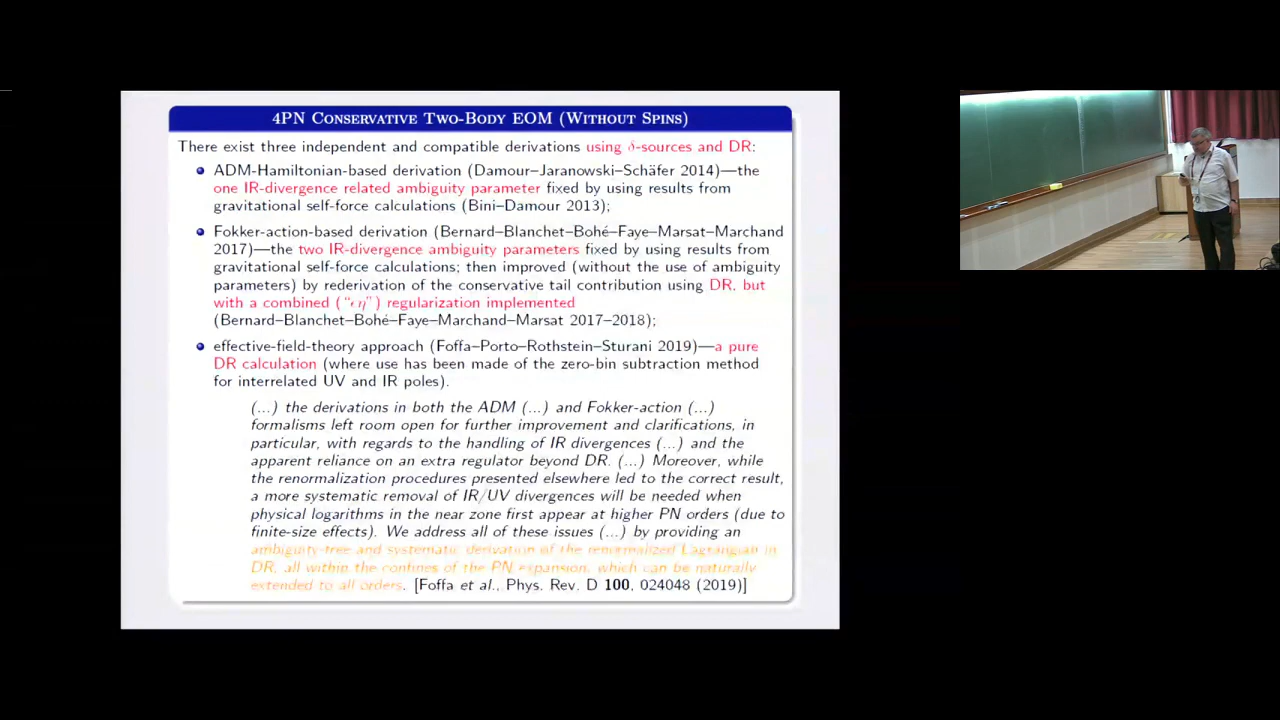 4PN Conservative Two-Body EOM (Without Spins)
There exist three independent and compatible derivations using δ-sources and DR:
ADM-Hamiltonian-based derivation (Damour–Jaranowski–Schäfer 2014)—the
one IR-divergence related ambiguity parameter fixed by using results from
gravitational self-force calculations (Bini–Damour 2013);
Fokker-action-based derivation (Bernard–Blanchet–Bohé–Faye–Marsat–Marchand
2017)—the two IR-divergence ambiguity parameters fixed by using results from
gravitational self-force calculations; then improved (without the use of ambiguity
parameters) by rederivation of the conservative tail contribution using DR, but
with a combined (“εη”) regularization implemented
(Bernard–Blanchet–Bohé–Faye–Marchand–Marsat 2017–2018);
effective-field-theory approach (Foffa–Porto–Rothstein–Sturani 2019)—a pure
DR calculation (where use has been made of the zero-bin subtraction method
for interrelated UV and IR poles).
(...) the derivations in both the ADM (...) and Fokker-action (...)
formalisms left room open for further improvement and clarifications, in
particular, with regards to the handling of IR divergences (...) and the
apparent reliance on an extra regulator beyond DR. (...) Moreover, while
the renormalization procedures presented elsewhere led to the correct result,
a more systematic removal of IR/UV divergences will be needed when
physical logarithms in the near zone first appear at higher PN orders (due to
finite-size effects). We address all of these issues (...) by providing an
ambiguity-free and systematic derivation of the renormalized Lagrangian in
DR, all within the confines of the PN expansion, which can be naturally
extended to all orders. [Foffa et al., Phys. Rev. D 100, 024048 (2019)]